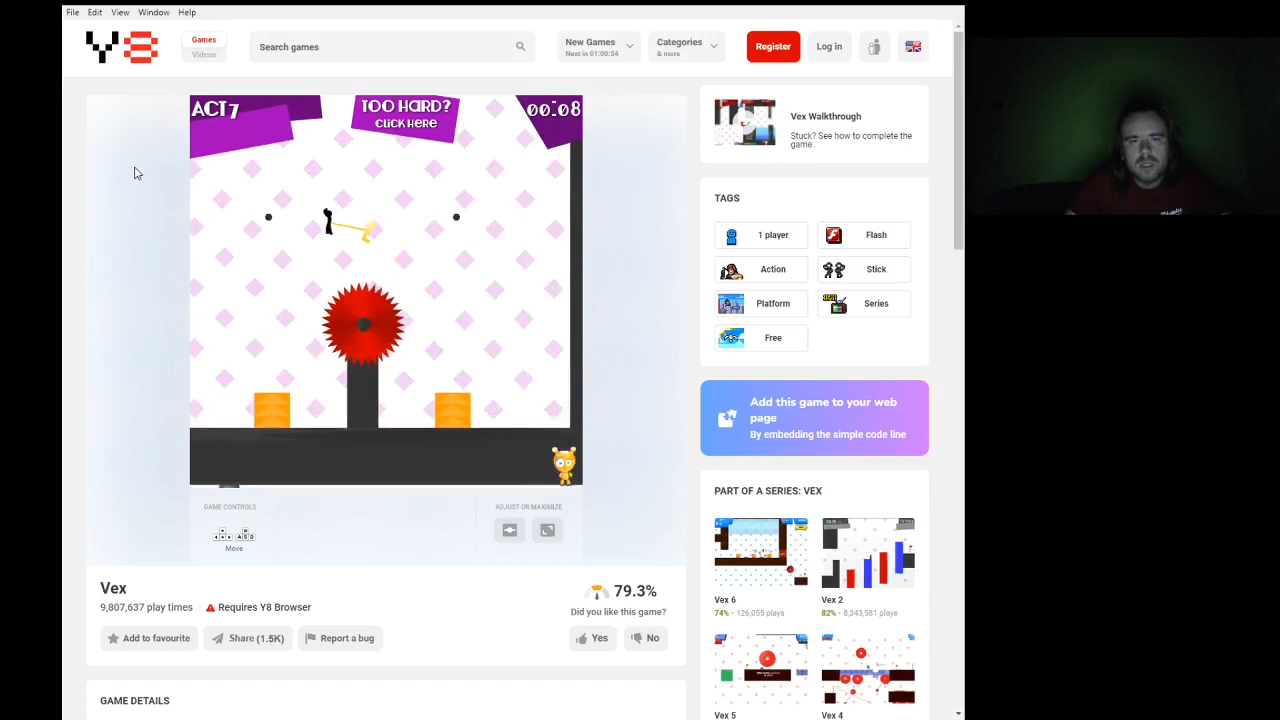 File Edit View Window Help
Y8
Games
Videos
Search games
New Games
Next in 01:00:54
Categories
& more
Register
Log in
ACT 7
TOO HARD?
CLICK HERE
00:08
Vex Walkthrough
Stuck? See how to complete the
game.
TAGS
1 player
Flash
Action
Stick
Platform
Series
Free
Add this game to your web
page
By embedding the simple code line
PART OF A SERIES: VEX
Vex 6
74% • 126,055 plays
Vex 2
82% • 8,343,581 plays
Vex 5
Vex 4
GAME CONTROLS
Move
ADJUST OR MAXIMIZE
Vex
9,807,637 play times
Requires Y8 Browser
79.3%
Did you like this game?
Add to favourite
Share (1.5K)
Report a bug
Yes
No
GAME DETAILS